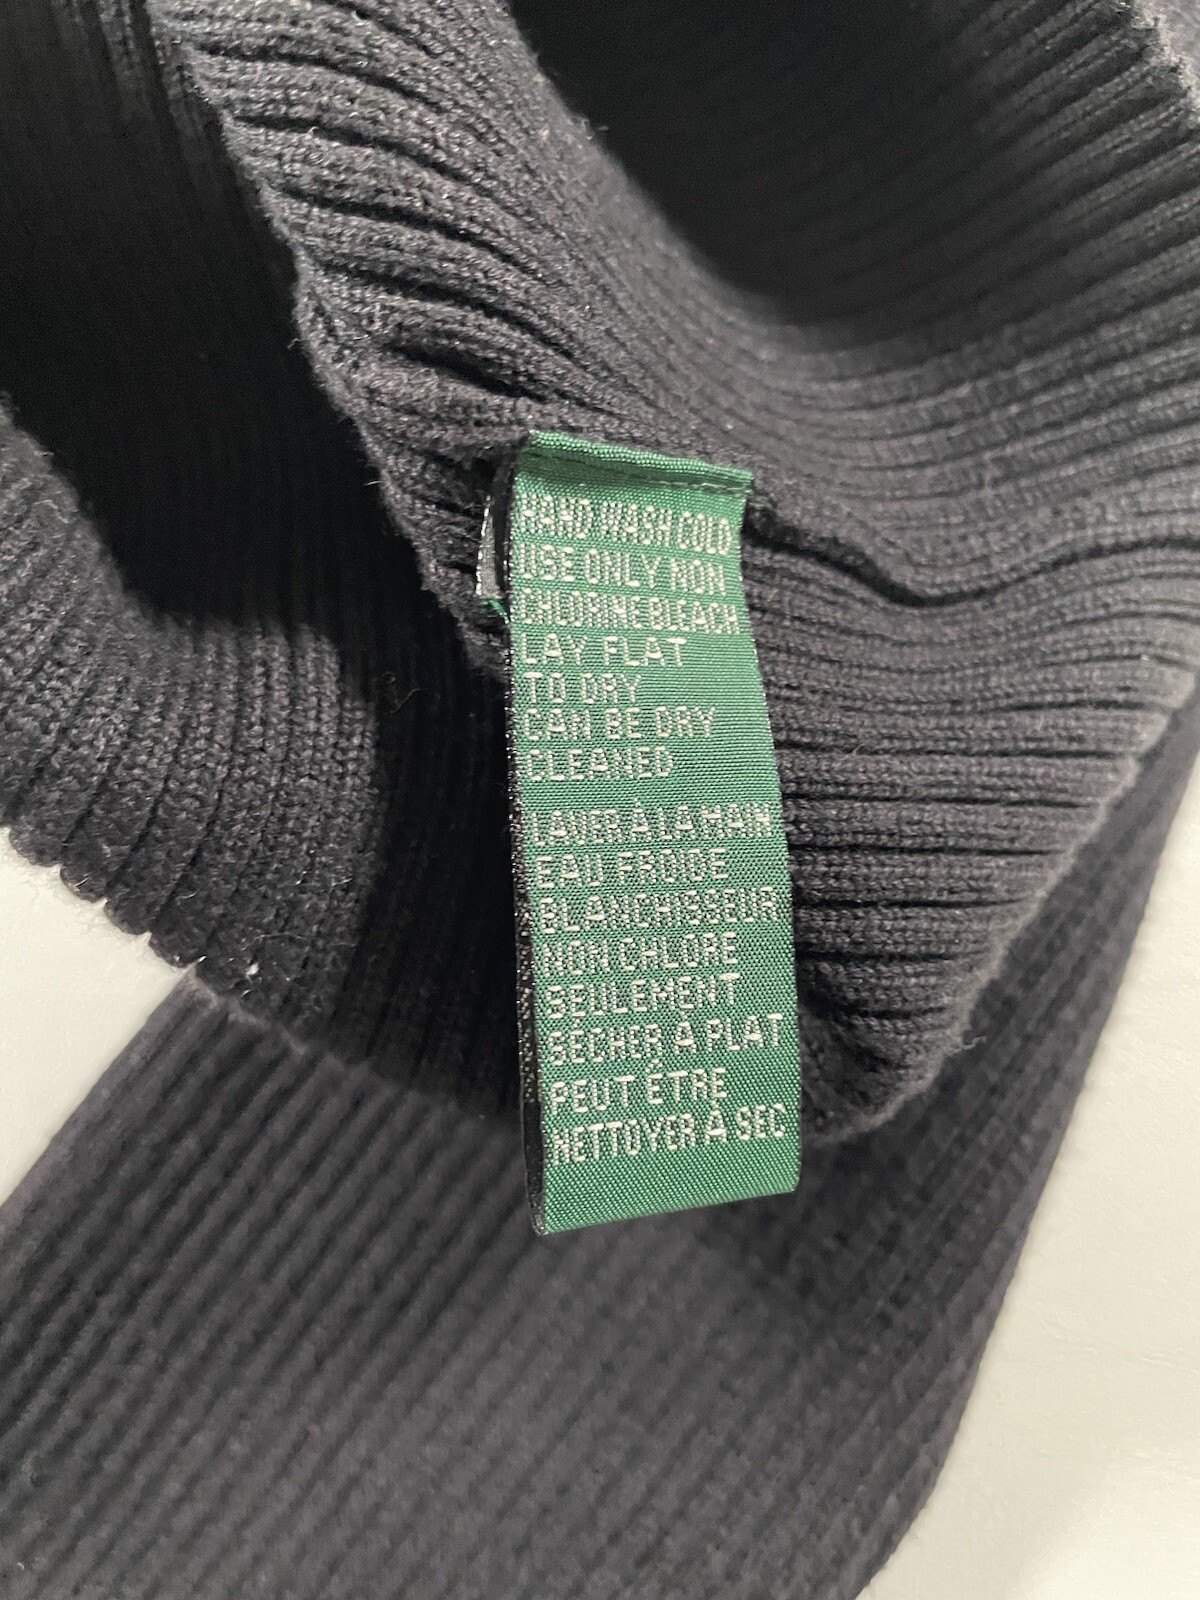 HAND WASH COLD
USE ONLY NON
CHLORINE BLEACH
LAY FLAT
TO DRY
CAN BE DRY
CLEANED
LAVER À LA MAIN
EAU FROIDE
BLANCHISSEUR
NON CHLORE
SEULEMENT
SÉCHER À PLAT
PEUT ÊTRE
NETTOYER À SEC